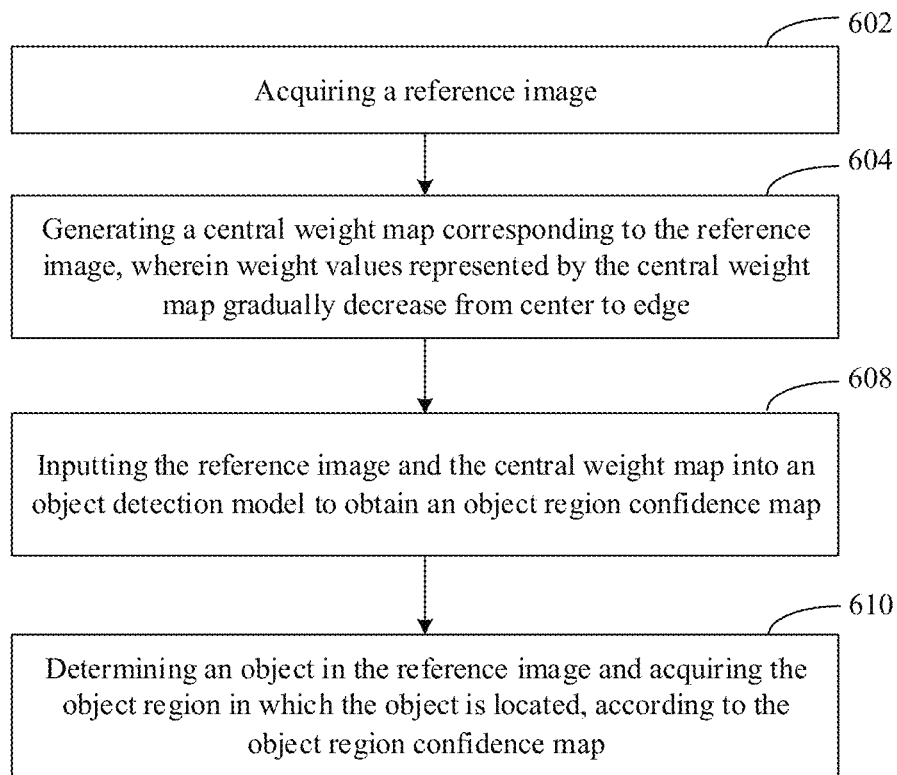 602
Acquiring a reference image
604
Generating a central weight map corresponding to the reference
image, wherein weight values represented by the central weight
map gradually decrease from center to edge
608
Inputting the reference image and the central weight map into an
object detection model to obtain an object region confidence map
610
Determining an object in the reference image and acquiring the
object region in which the object is located, according to the
object region confidence map